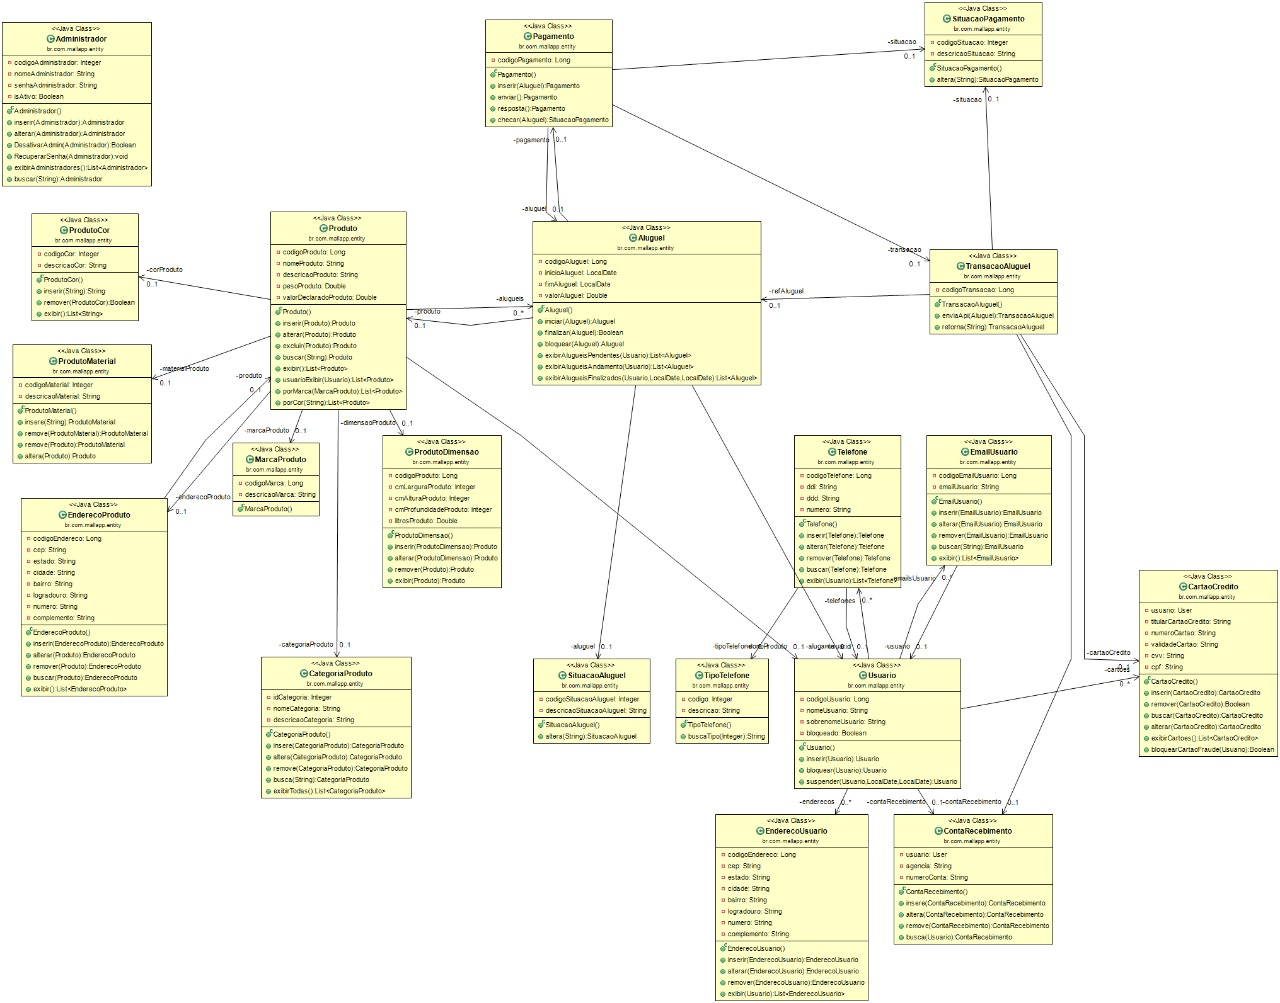 <<Java Class>>
Administrador
br.com.mallapp.entity
codigoAdministrador: Integer
nomeAdministrador: String
senhaAdministrador: String
isAtivo: Boolean
Administrador()
inserir(Administrador):Administrador
alterar(Administrador):Administrador
DesativarAdmin(Administrador):Boolean
RecuperarSenha(Administrador):void
exibirAdministradores():List<Administrador>
buscar(String):Administrador
<<Java Class>>
Pagamento
br.com.mallapp.entity
codigoPagamento: Long
Pagamento()
inserir(Aluguel):Pagamento
enviar():Pagamento
resposta():Pagamento
checar(Aluguel):SituacaoPagamento
-situacao
0..1
<<Java Class>>
SituacaoPagamento
br.com.mallapp.entity
codigoSituacao: Integer
descricaoSituacao: String
SituacaoPagamento()
altera(String):SituacaoPagamento
-situacao
0..1
-pagamento
0..1
-aluguel
0..1
-transacao
0..1
<<Java Class>>
ProdutoCor
br.com.mallapp.entity
codigoCor: Integer
descricaoCor: String
ProdutoCor()
inserir(String):String
remover(ProdutoCor):Boolean
exibir():List<String>
-corProduto
0..1
<<Java Class>>
Produto
br.com.mallapp.entity
codigoProduto: Long
nomeProduto: String
descricaoProduto: String
pesoProduto: Double
valorDeclaradoProduto: Double
Produto()
inserir(Produto):Produto
alterar(Produto):Produto
excluir(Produto):Produto
buscar(String):Produto
exibir():List<Produto>
usuarioExibir(Usuario):List<Produto>
porMarca(MarcaProduto):List<Produto>
porCor(String):List<Produto>
-alugueis
0..*
-produto
0..1
<<Java Class>>
Aluguel
br.com.mallapp.entity
codigoAluguel: Long
inicioAluguel: LocalDate
fimAluguel: LocalDate
valorAluguel: Double
Aluguel()
iniciar(Aluguel):Aluguel
finalizar(Aluguel):Boolean
bloquear(Aluguel):Aluguel
exibirAlugueisPendentes(Usuario):List<Aluguel>
exibirAlugueisAndamento(Usuario):List<Aluguel>
exibirAlugueisFinalizados(Usuario,LocalDate,LocalDate):List<Aluguel>
-refAluguel
0..1
<<Java Class>>
TransacaoAluguel
br.com.mallapp.entity
codigoTransacao: Long
TransacaoAluguel()
enviaApi(Aluguel):TransacaoAluguel
retorna(String):TransacaoAluguel
<<Java Class>>
ProdutoMaterial
br.com.mallapp.entity
codigoMaterial: Integer
descricaoMaterial: String
ProdutoMaterial()
insere(String):ProdutoMaterial
remove(ProdutoMaterial):ProdutoMaterial
remove(Produto):ProdutoMaterial
altera(Produto):Produto
-materialProduto
0..1
-produto
0..1
-marcaProduto
0..1
-dimensaoProduto
0..1
<<Java Class>>
MarcaProduto
br.com.mallapp.entity
codigoMarca: Long
descricaoMarca: String
MarcaProduto()
<<Java Class>>
ProdutoDimensao
br.com.mallapp.entity
codigoProduto: Long
cmLarguraProduto: Integer
cmAlturaProduto: Integer
cmProfundidadeProduto: Integer
litrosProduto: Double
ProdutoDimensao()
inserir(ProdutoDimensao):Produto
alterar(ProdutoDimensao):Produto
remover(Produto):Produto
exibir(Produto):Produto
-enderecoProduto
0..1
<<Java Class>>
EnderecoProduto
br.com.mallapp.entity
codigoEndereco: Long
cep: String
estado: String
cidade: String
bairro: String
logradouro: String
numero: String
complemento: String
EnderecoProduto()
inserir(EnderecoProduto):EnderecoProduto
alterar(Produto):EnderecoProduto
remover(Produto):EnderecoProduto
buscar(Produto):EnderecoProduto
exibir():List<EnderecoProduto>
<<Java Class>>
Telefone
br.com.mallapp.entity
codigoTelefone: Long
ddi: String
ddd: String
numero: String
Telefone()
inserir(Telefone):Telefone
alterar(Telefone):Telefone
remover(Telefone):Telefone
buscar(Telefone):Telefone
exibir(Usuario):List<Telefone>
<<Java Class>>
EmailUsuario
br.com.mallapp.entity
codigoEmailUsuario: Long
emailUsuario: String
EmailUsuario()
inserir(EmailUsuario):EmailUsuario
alterar(EmailUsuario):EmailUsuario
remover(EmailUsuario):EmailUsuario
buscar(String):EmailUsuario
exibir():List<EmailUsuario>
-telefones
0..*
<<Java Class>>
CartaoCredito
br.com.mallapp.entity
usuario: User
titularCartaoCredito: String
numeroCartao: String
validadeCartao: String
cvv: String
cpf: String
CartaoCredito()
inserir(CartaoCredito):CartaoCredito
remover(CartaoCredito):Boolean
buscar(CartaoCredito):CartaoCredito
alterar(CartaoCredito):CartaoCredito
exibirCartoes():List<CartaoCredito>
bloquearCartaoFraude(Usuario):Boolean
-cartaoCredito
0..1
-cartoes
0..*
-categoriaProduto
0..1
<<Java Class>>
CategoriaProduto
br.com.mallapp.entity
idCategoria: Integer
nomeCategoria: String
descricaoCategoria: String
CategoriaProduto()
insere(CategoriaProduto):CategoriaProduto
altera(CategoriaProduto):CategoriaProduto
remove(CategoriaProduto):CategoriaProduto
busca(String):CategoriaProduto
exibirTodas():List<CategoriaProduto>
-aluguel
0..1
<<Java Class>>
SituacaoAluguel
br.com.mallapp.entity
codigoSituacaoAluguel: Integer
descricaoSituacaoAluguel: String
SituacaoAluguel()
altera(String):SituacaoAluguel
<<Java Class>>
TipoTelefone
br.com.mallapp.entity
codigo: Integer
descricao: String
TipoTelefone()
buscaTipo(Integer):String
-usuario
0..1
<<Java Class>>
Usuario
br.com.mallapp.entity
codigoUsuario: Long
nomeUsuario: String
sobrenomeUsuario: String
bloqueado: Boolean
Usuario()
inserir(Usuario):Usuario
bloquear(Usuario):Usuario
suspender(Usuario,LocalDate,LocalDate):Usuario
-enderecos
0..*
-contaRecebimento
0..1
-contaRecebimento
0..1
<<Java Class>>
EnderecoUsuario
br.com.mallapp.entity
codigoEndereco: Long
cep: String
estado: String
cidade: String
bairro: String
logradouro: String
numero: String
complemento: String
EnderecoUsuario()
inserir(EnderecoUsuario):EnderecoUsuario
alterar(EnderecoUsuario):EnderecoUsuario
remover(EnderecoUsuario):EnderecoUsuario
exibir(Usuario):List<EnderecoUsuario>
<<Java Class>>
ContaRecebimento
br.com.mallapp.entity
usuario: User
agencia: String
numeroConta: String
ContaRecebimento()
insere(ContaRecebimento):ContaRecebimento
altera(ContaRecebimento):ContaRecebimento
remove(ContaRecebimento):ContaRecebimento
busca(Usuario):ContaRecebimento